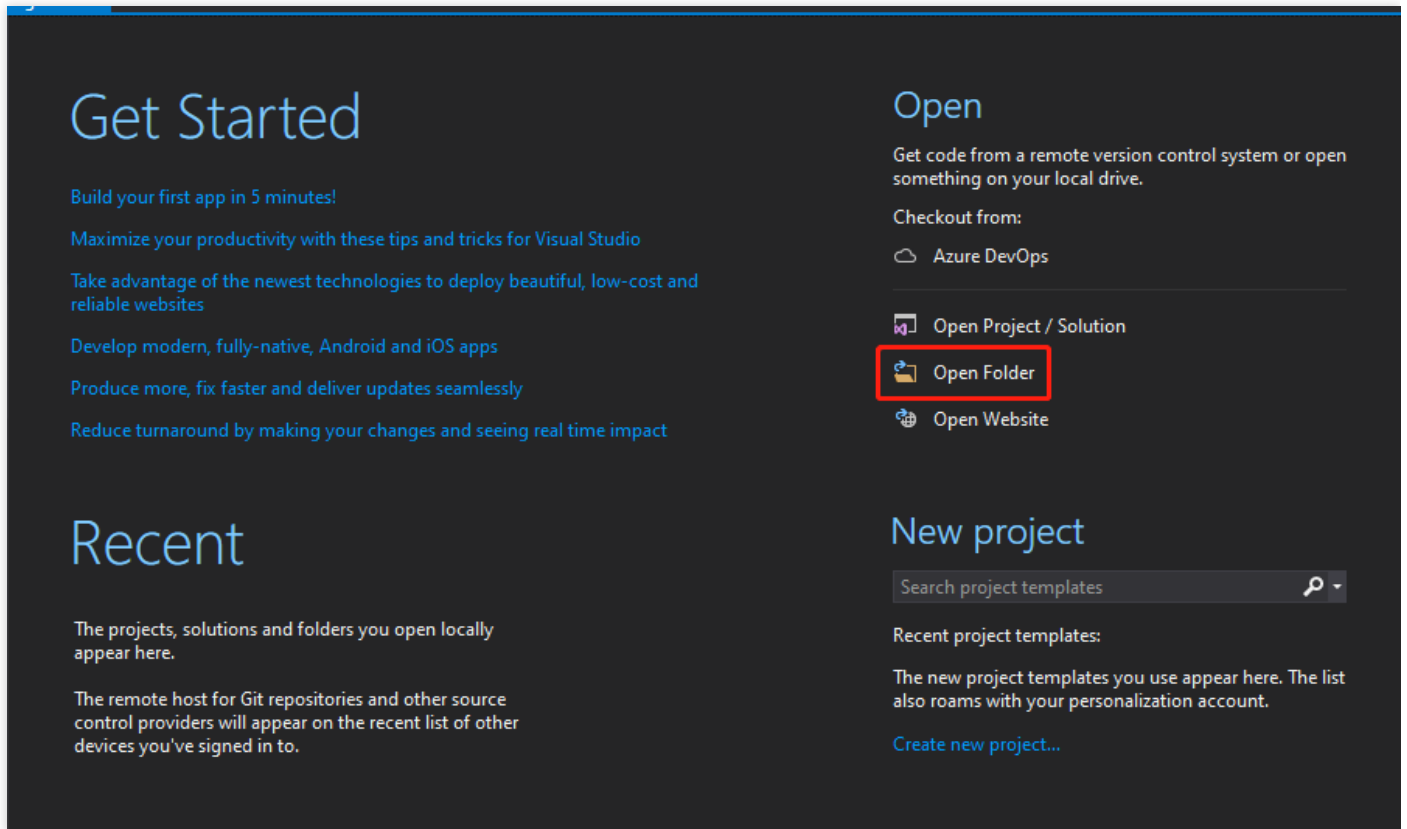 Get Started
Build your first app in 5 minutes!
Maximize your productivity with these tips and tricks for Visual Studio
Take advantage of the newest technologies to deploy beautiful, low-cost and
reliable websites
Develop modern, fully-native, Android and iOS apps
Produce more, fix faster and deliver updates seamlessly
Reduce turnaround by making your changes and seeing real time impact
Recent
The projects, solutions and folders you open locally
appear here.
The remote host for Git repositories and other source
control providers will appear on the recent list of other
devices you've signed in to.
Open
Get code from a remote version control system or open
something on your local drive.
Checkout from:
Azure DevOps
Open Project / Solution
Open Folder
Open Website
New project
Search project templates
Recent project templates:
The new project templates you use appear here. The list
also roams with your personalization account.
Create new project...